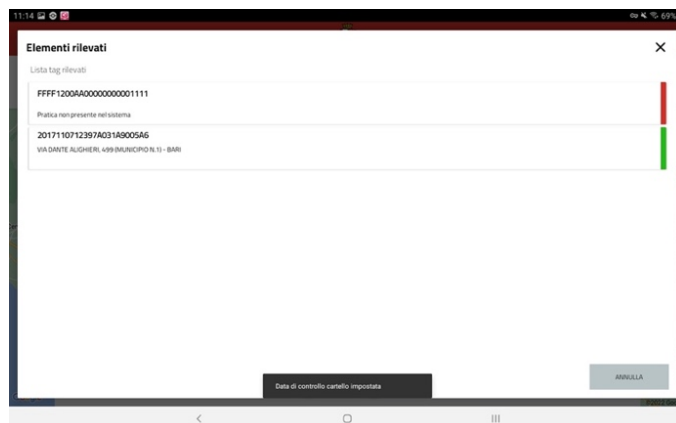 11:14
69%
Elementi rilevati
Lista tag rilevati
FFFF1200AA00000000001111
Pratica non presente nel sistema
2017110712397A031A9005A6
VIA DANTE ALIGHIERI, 499 (MUNICIPIO N.1) - BARI
ANNULLA
Data di controllo cartello impostata